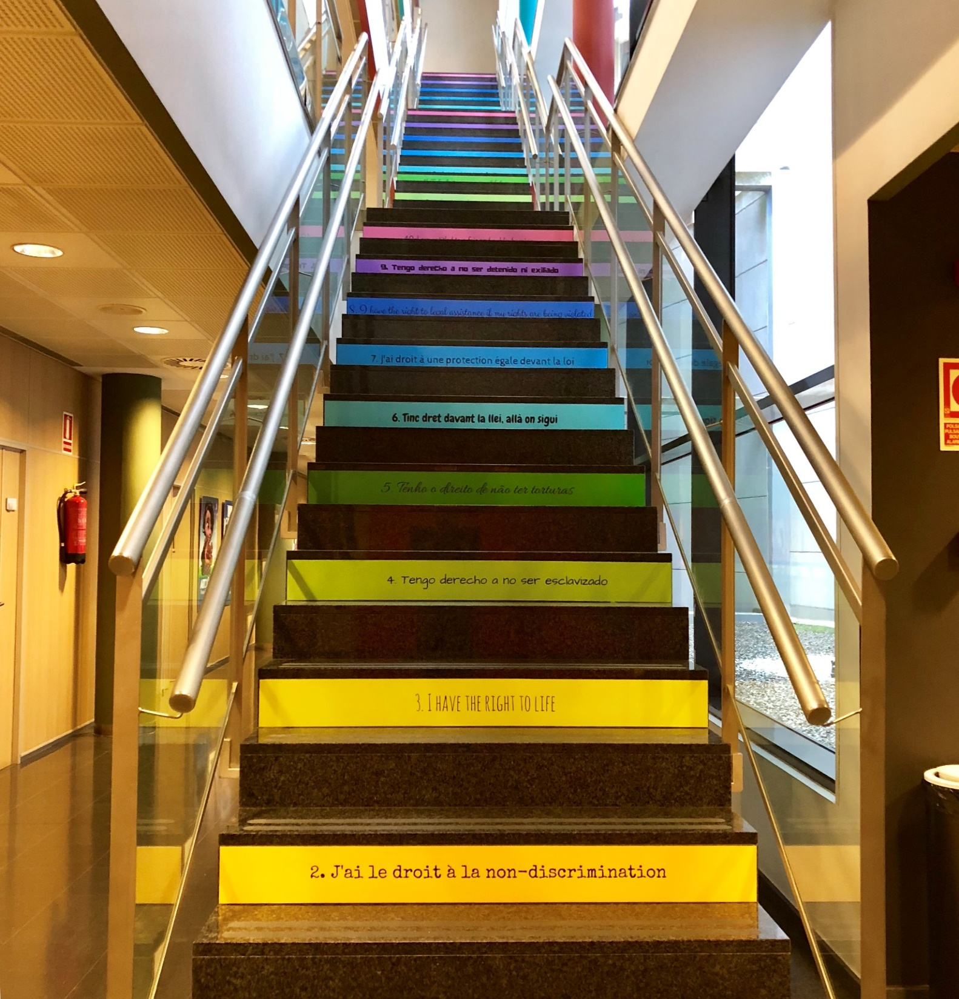 9. Tengo derecho a no ser detenido ni exiliado
8. I have the right to legal assistance if my rights are being violated
7. J'ai droit à une protection égale devant la loi
6. Tinc dret davant la llei, allà on sigui
5. Tenho o direito de não ter torturas
4. Tengo derecho a no ser esclavizado
3. I HAVE THE RIGHT TO LIFE
2. J'ai le droit à la non-discrimination